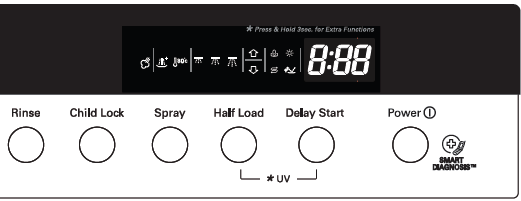 * Press & Hold 3sec. for Extra Functions
80℃
8:88
Rinse Child Lock Spray Half Load Delay Start Power
* UV
SMART
DIAGNOSIS™